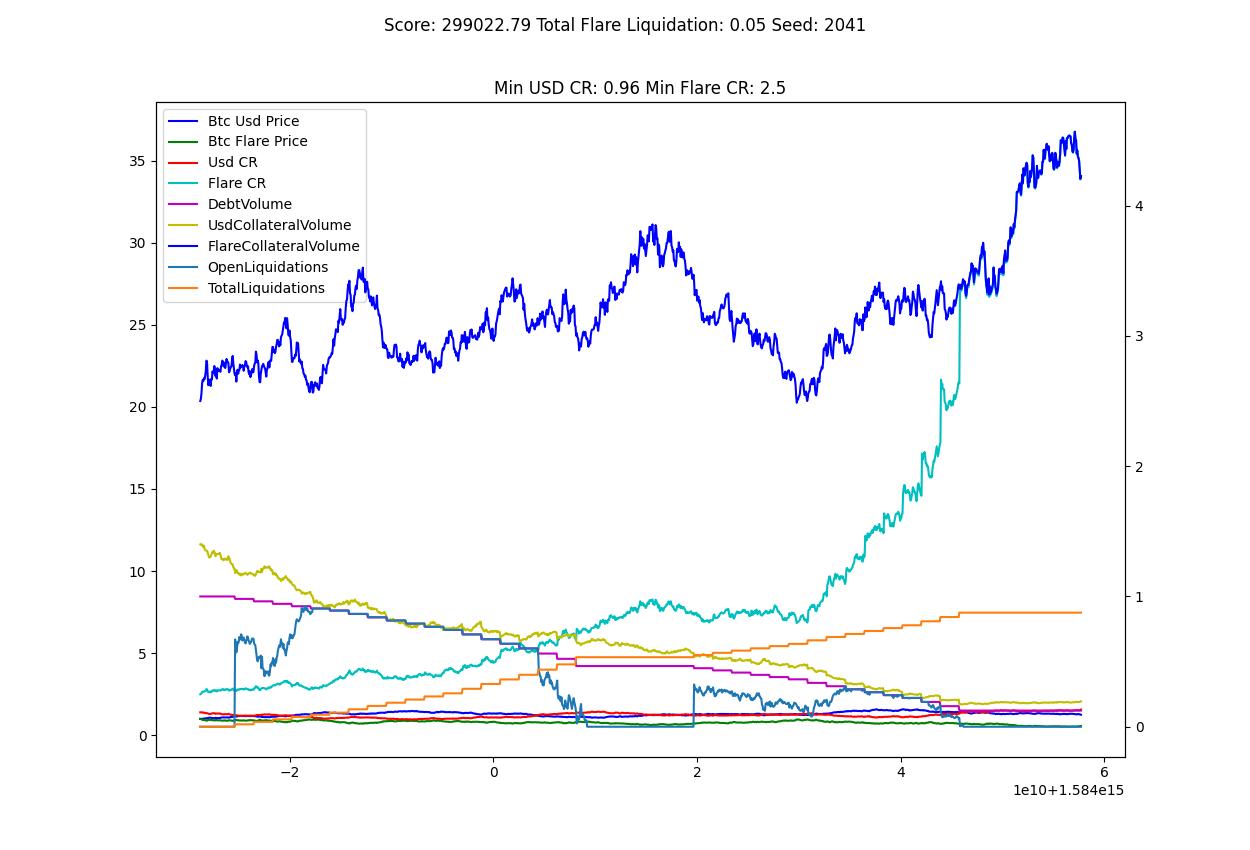 Score: 299022.79 Total Flare Liquidation: 0.05 Seed: 2041
Min USD CR: 0.96 Min Flare CR: 2.5
Btc Usd Price
Btc Flare Price
Usd CR
Flare CR
DebtVolume
UsdCollateralVolume
FlareCollateralVolume
OpenLiquidations
TotalLiquidations
35
30
25
20
15
10
5
0
4
3
2
1
0
−2
0
2
4
6
1e10+1.584e15